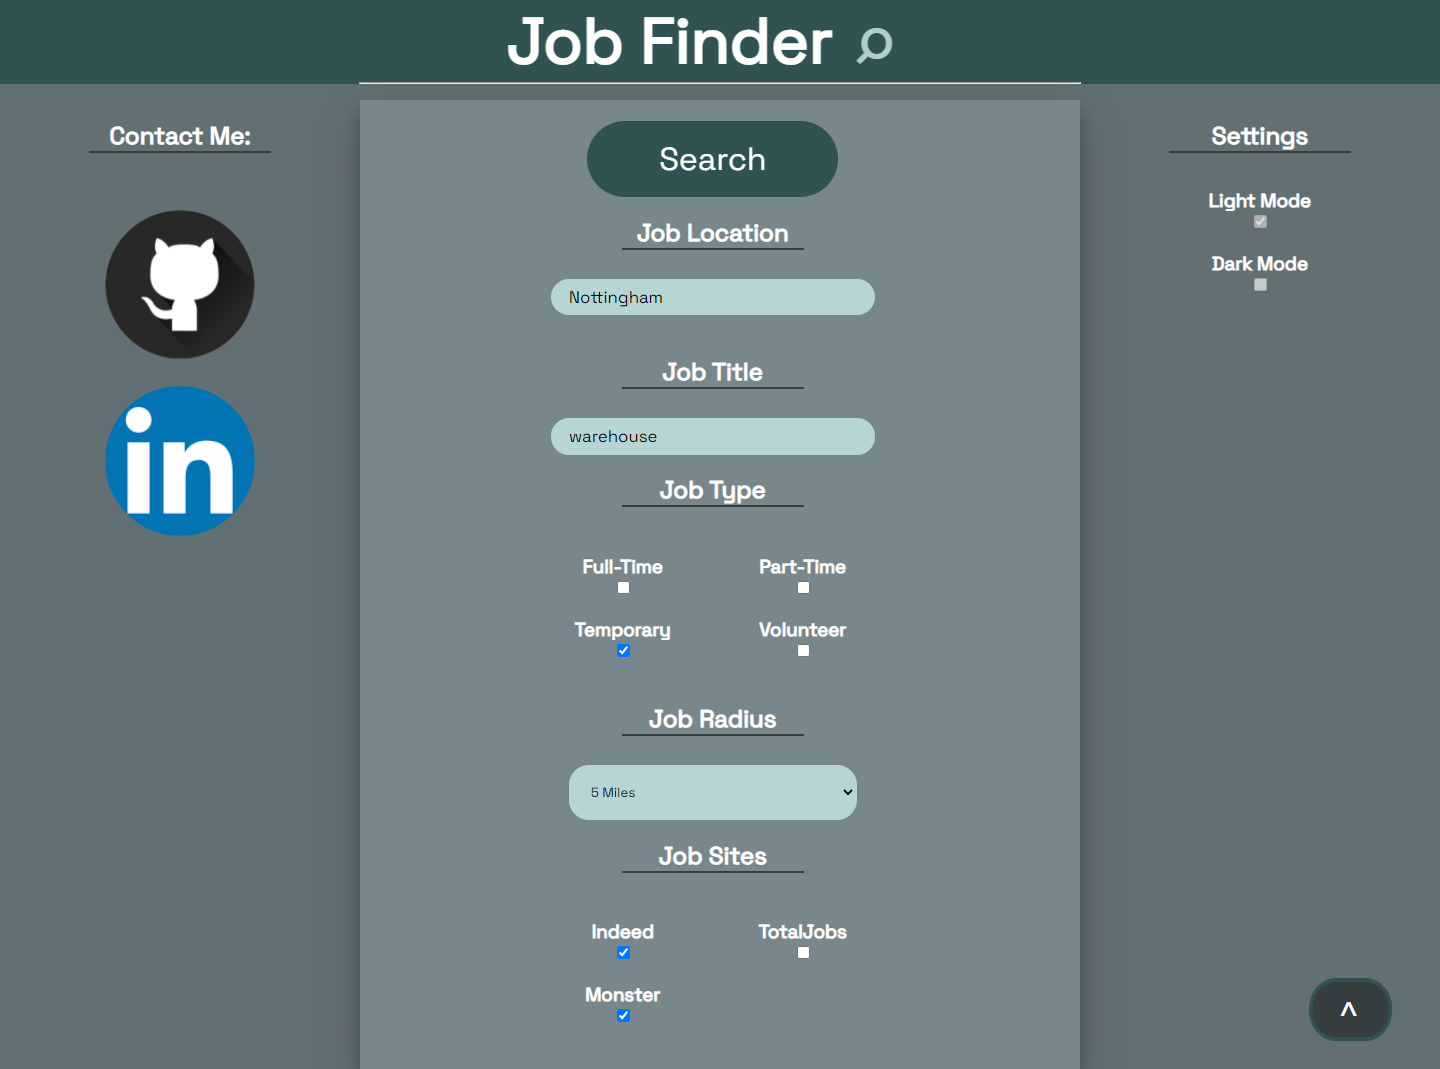 Job Finder
Contact Me:
in
Search
Job Location
Nottingham
Job Title
warehouse
Job Type
Full-Time
Part-Time
Temporary
Volunteer
Job Radius
5 Miles
Job Sites
Indeed
TotalJobs
Monster
Settings
Light Mode
Dark Mode
^